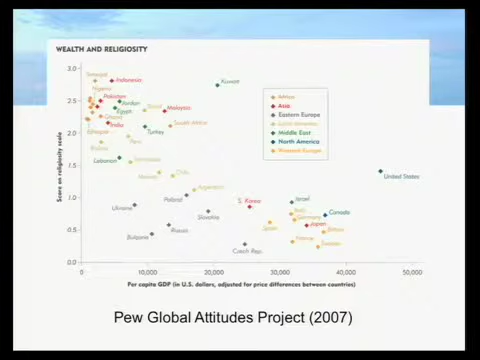 WEALTH AND RELIGIOSITY
3.0
2.5
2.0
1.5
1.0
0.5
0.0
Score on religiosity scale
Senegal
Indonesia
Kuwait
Nigeria
Pakistan
Jordan
Egypt
Malaysia
India
South Africa
Ethiopia
Turkey
Peru
Lebanon
Venezuela
Mexico
Chile
Argentina
Poland
Ukraine
Slovakia
Russia
Bulgaria
Czech Rep.
S. Korea
Israel
Italy
Canada
Germany
Spain
Japan
Britain
France
Sweden
United States
Africa
Asia
Eastern Europe
Latin America
Middle East
North America
Western Europe
0
10,000
20,000
30,000
40,000
50,000
Per capita GDP (in U.S. dollars, adjusted for price differences between countries)
Pew Global Attitudes Project (2007)